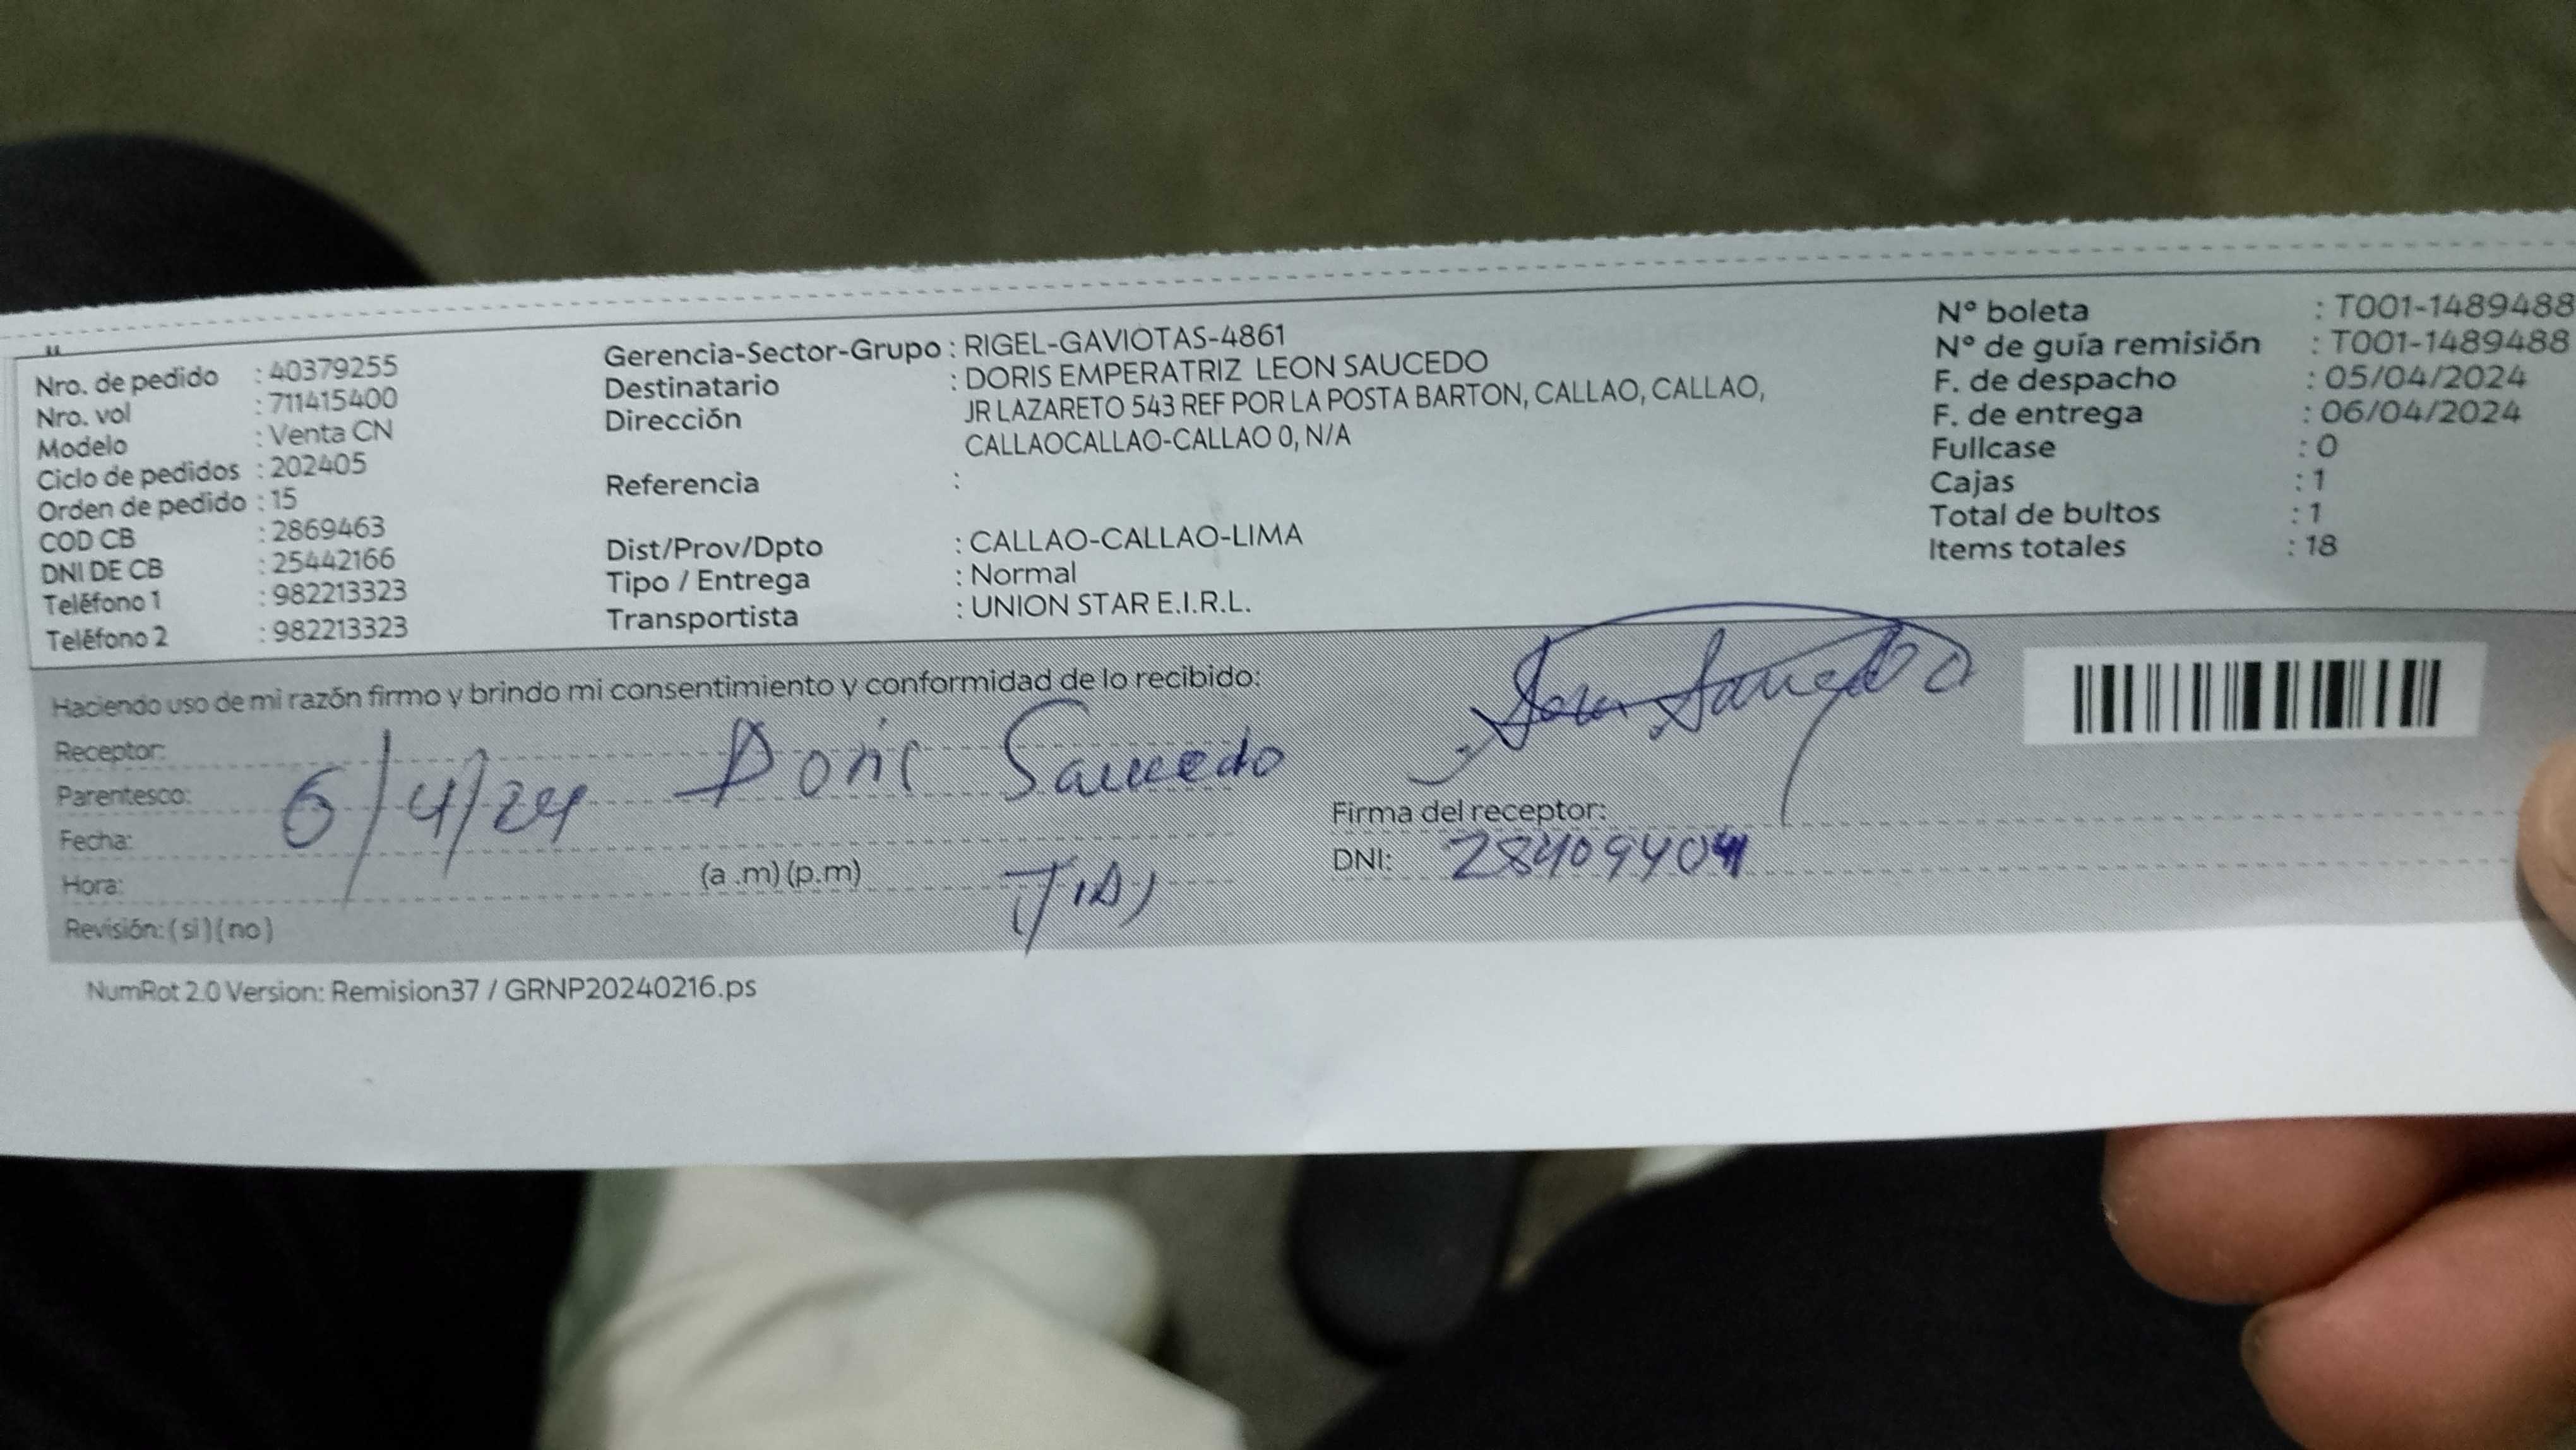 Nro. de pedido : 40379255
Nro. vol : 711415400
Modelo : Venta CN
Ciclo de pedidos : 202405
Orden de pedido : 15
COD CB : 2869463
DNI DE CB : 25442166
Teléfono 1 : 982213323
Teléfono 2 : 982213323
Gerencia-Sector-Grupo : RIGEL-GAVIOTAS-4861
Destinatario : DORIS EMPERATRIZ LEON SAUCEDO
Dirección JR LAZARETO 543 REF POR LA POSTA BARTON, CALLAO, CALLAO,
CALLAOCALLAO-CALLAO 0, N/A
Referencia :
Dist/Prov/Dpto : CALLAO-CALLAO-LIMA
Tipo / Entrega : Normal
Transportista : UNION STAR E.I.R.L.
N° boleta : T001-1489488
N° de guía remisión : T001-1489488
F. de despacho : 05/04/2024
F. de entrega : 06/04/2024
Fullcase : 0
Cajas : 1
Total de bultos : 1
Items totales : 18
Haciendo uso de mi razón firmo y brindo mi consentimiento y conformidad de lo recibido:
Receptor:
Parentesco:
6/4/24 Doris Saucedo
Fecha:
Hora: (a .m) (p.m)
Revisión: (si) (no)
Firma del receptor:
DNI: 28409404
NumRot 2.0 Version: Remision37 / GRNP20240216.ps